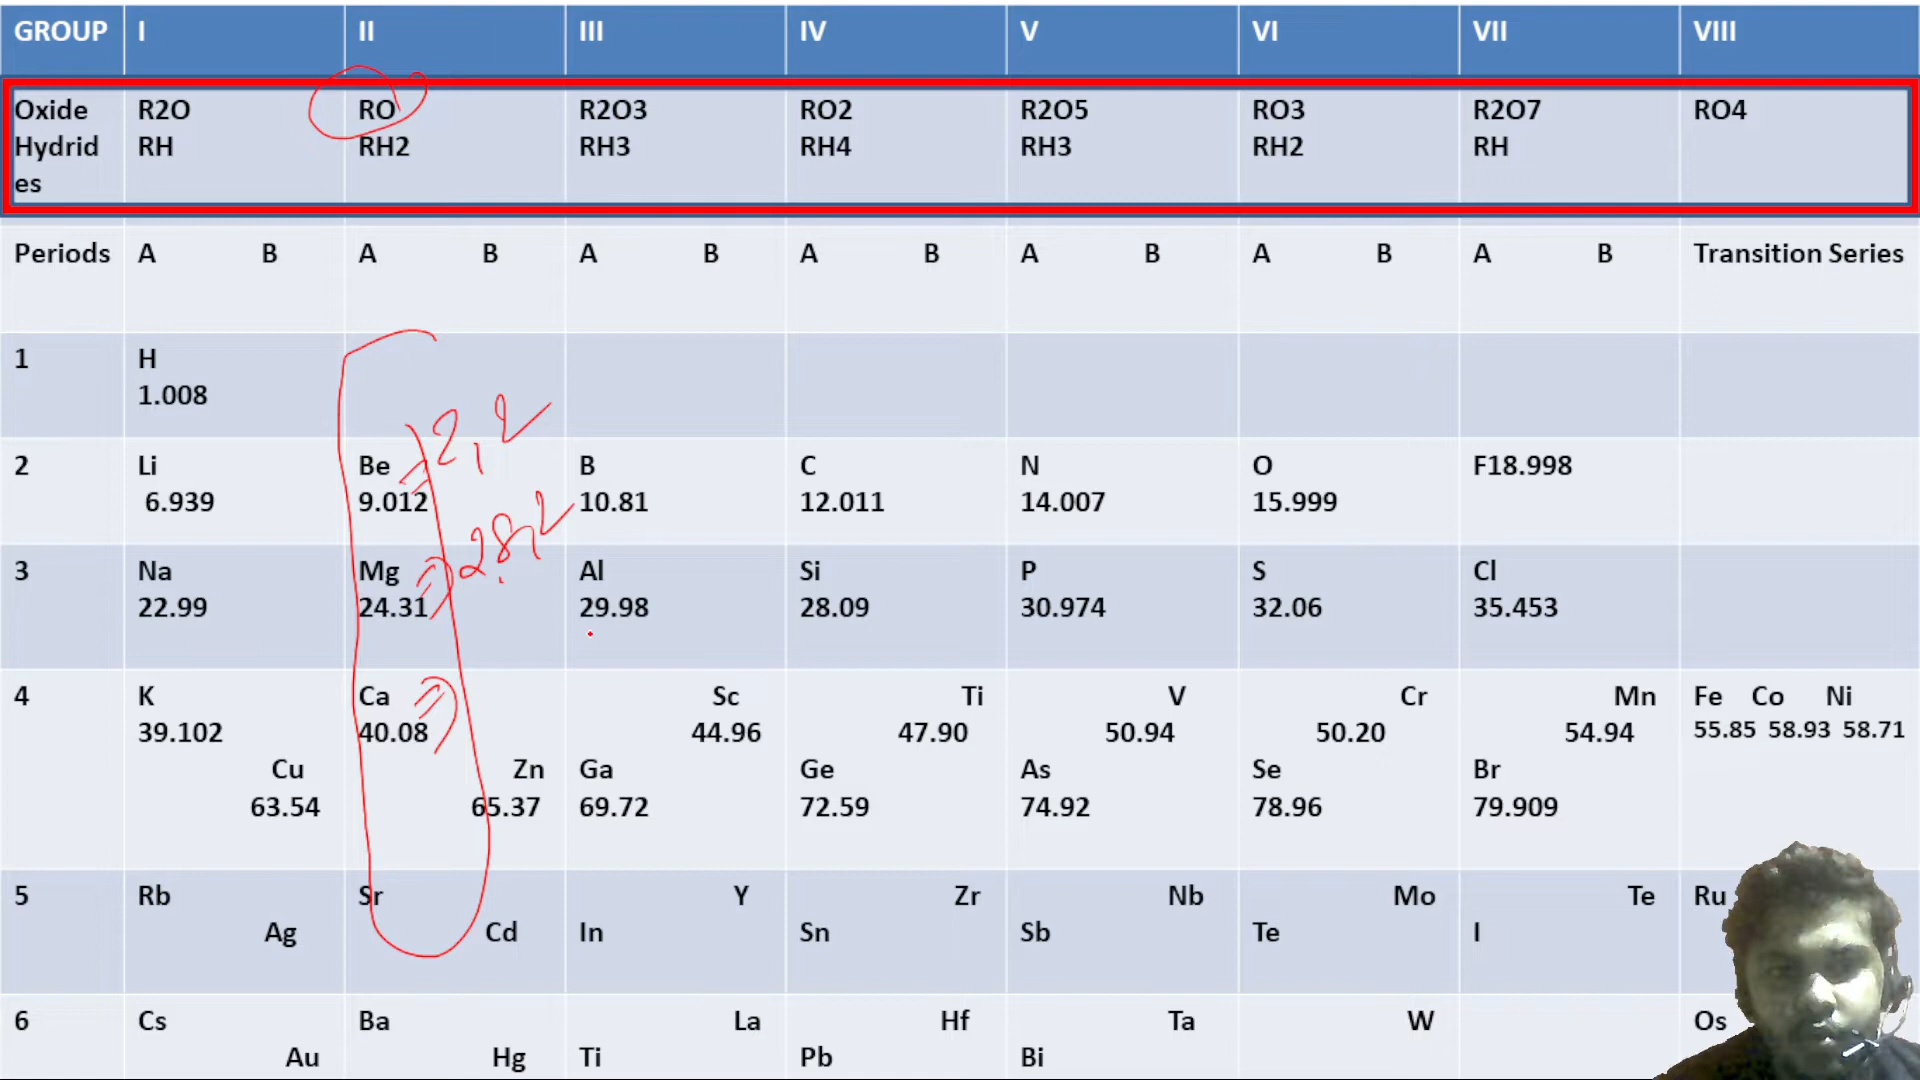 GROUP I II III IV V VI VII VIII
Oxide R2O RO R2O3 RO2 R2O5 RO3 R2O7 RO4
Hydrid RH RH2 RH3 RH4 RH3 RH2 RH
es
Periods A B A B A B A B A B A B A B Transition Series
1 H
1.008
2,2
2 Li Be B C N O F18.998
6.939 9.012 10.81 12.011 14.007 15.999
2,8,2
3 Na Mg Al Si P S Cl
22.99 24.31 29.98 28.09 30.974 32.06 35.453
4 K Ca Sc Ti V Cr Mn Fe Co Ni
39.102 40.08 44.96 47.90 50.94 50.20 54.94 55.85 58.93 58.71
Cu Zn Ga Ge As Se Br
63.54 65.37 69.72 72.59 74.92 78.96 79.909
5 Rb Sr Y Zr Nb Mo Te Ru
Ag Cd In Sn Sb Te I
6 Cs Ba La Hf Ta W Os
Au Hg Ti Pb Bi